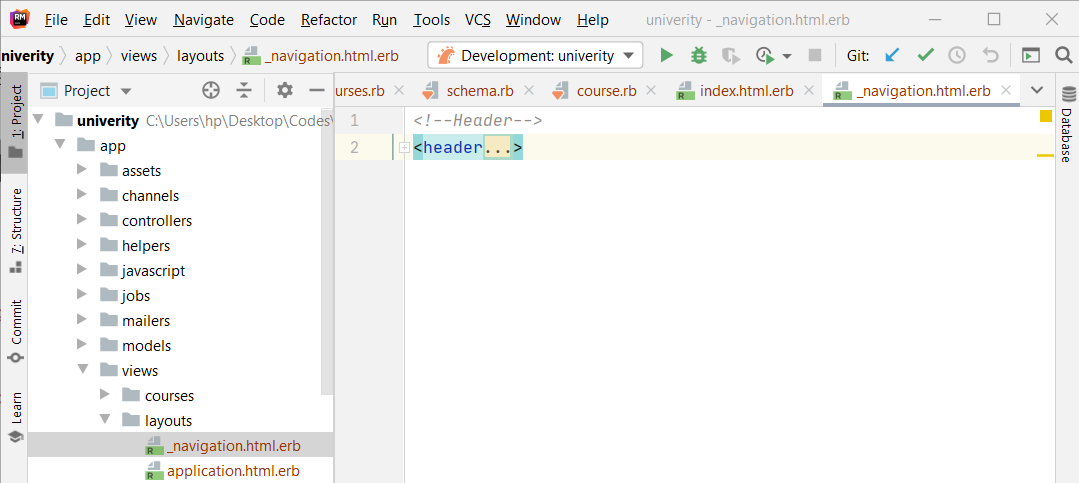 RM File Edit View Navigate Code Refactor Run Tools VCS Window Help univerity - _navigation.html.erb
niverity app views layouts _navigation.html.erb Development: univerity Git:
1: Project
Project
urses.rb schema.rb course.rb index.html.erb _navigation.html.erb
Database
univerity C:\Users\hp\Desktop\Codes\
app
assets
channels
controllers
helpers
javascript
jobs
mailers
models
views
courses
layouts
_navigation.html.erb
application.html.erb
7: Structure
Commit
Learn
1 <!--Header-->
2 <header...>